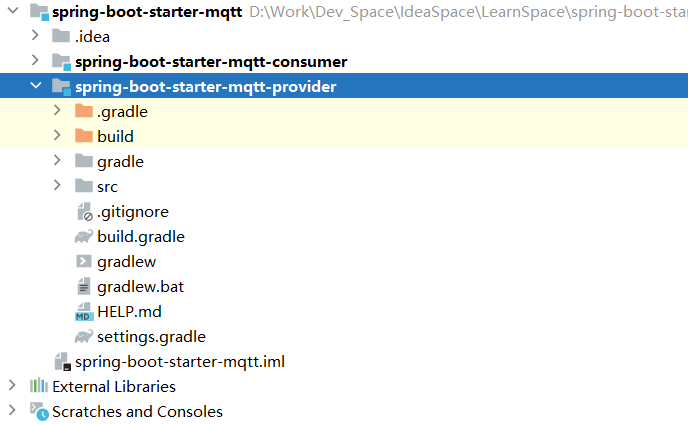 spring-boot-starter-mqtt D:\Work\Dev_Space\IdeaSpace\LearnSpace\spring-boot-star
.idea
spring-boot-starter-mqtt-consumer
spring-boot-starter-mqtt-provider
.gradle
build
gradle
src
.gitignore
build.gradle
gradlew
gradlew.bat
MD HELP.md
settings.gradle
spring-boot-starter-mqtt.iml
External Libraries
Scratches and Consoles